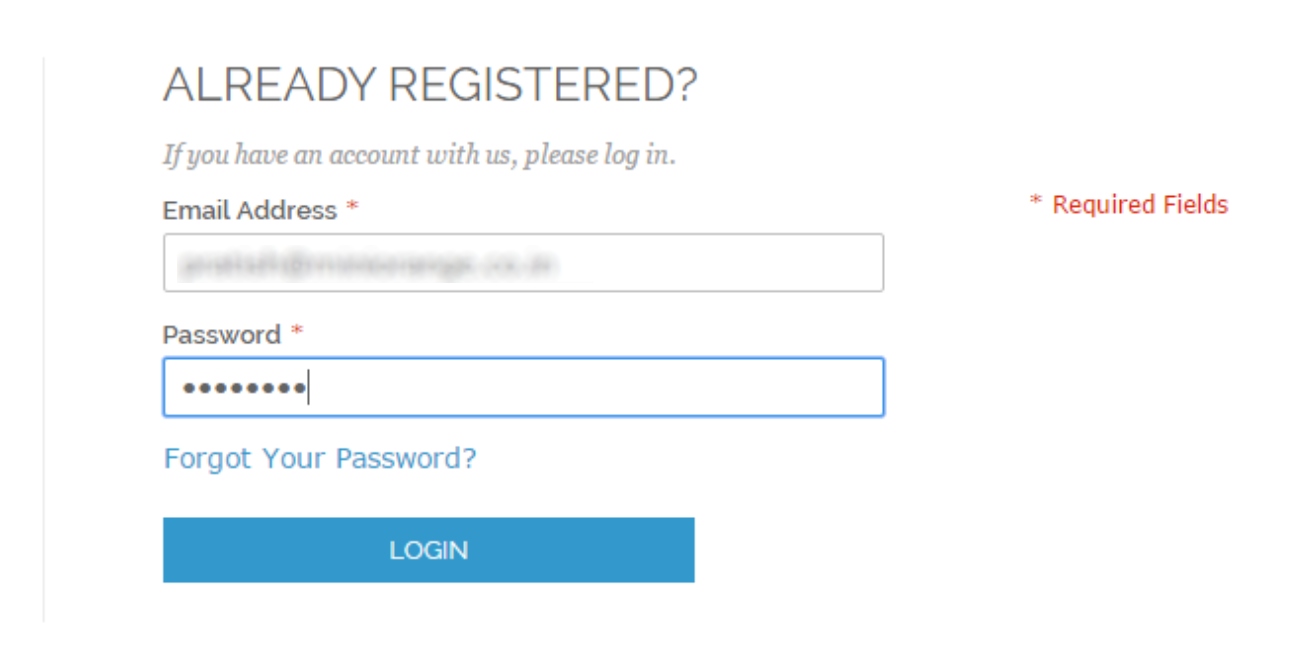 ALREADY REGISTERED?
If you have an account with us, please log in.
Email Address *
* Required Fields
Password *
••••••••
Forgot Your Password?
LOGIN